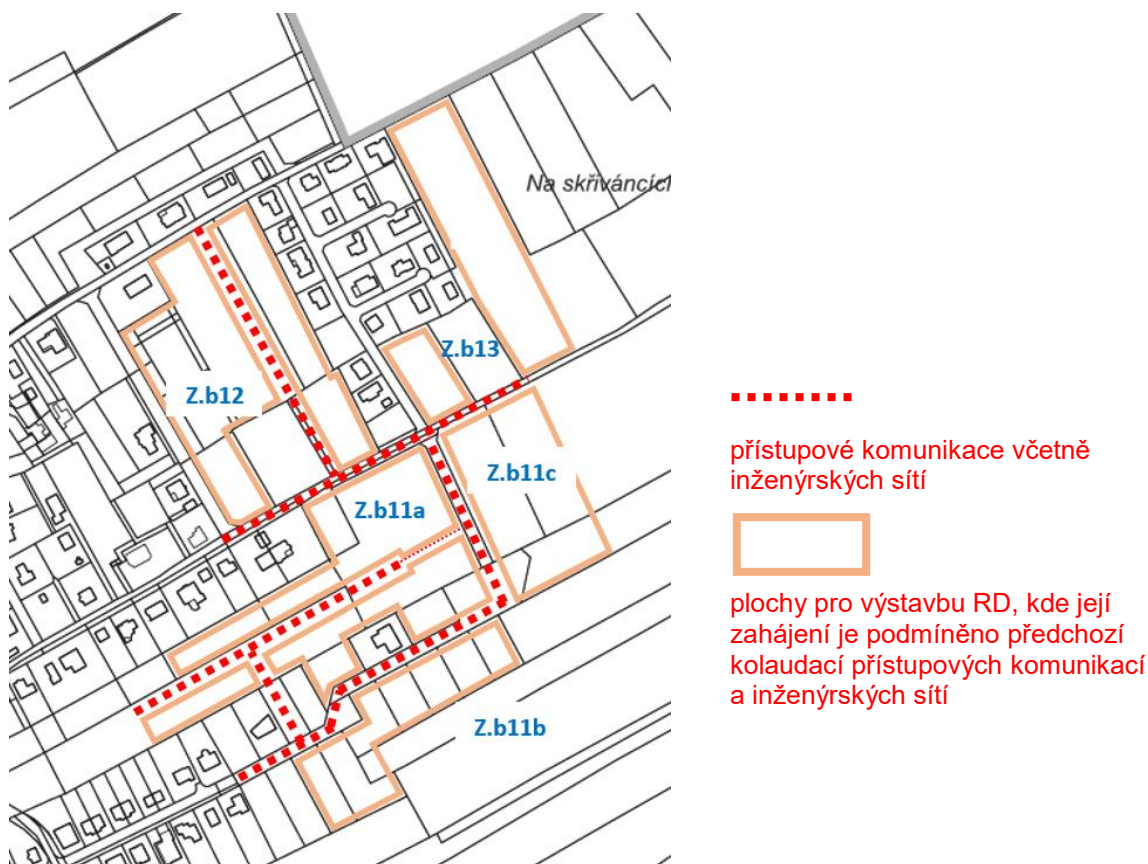 Na skřiváncích
Z.b13
Z.b12
Z.b11c
Z.b11a
Z.b11b
přístupové komunikace včetně
inženýrských sítí
plochy pro výstavbu RD, kde její
zahájení je podmíněno předchozí
kolaudací přístupových komunikací
a inženýrských sítí